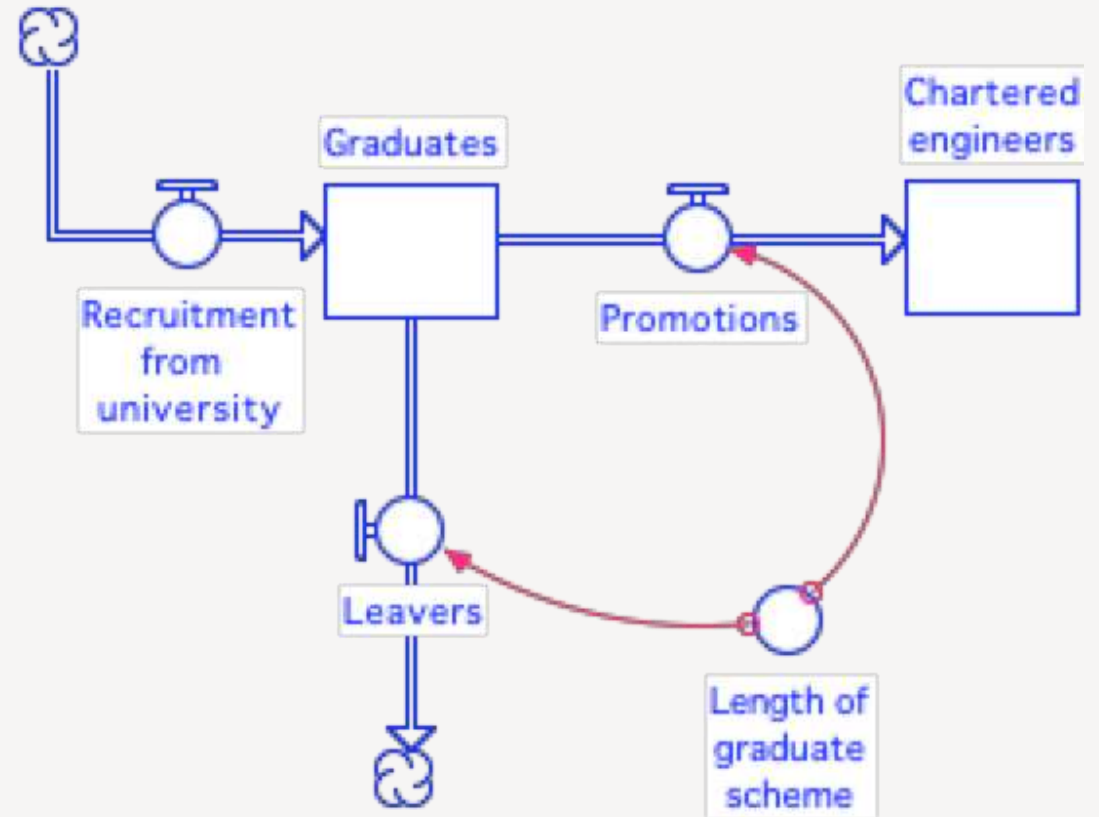 Chartered
engineers
Graduates
Recruitment
from
university
Promotions
Leavers
Length of
graduate
scheme